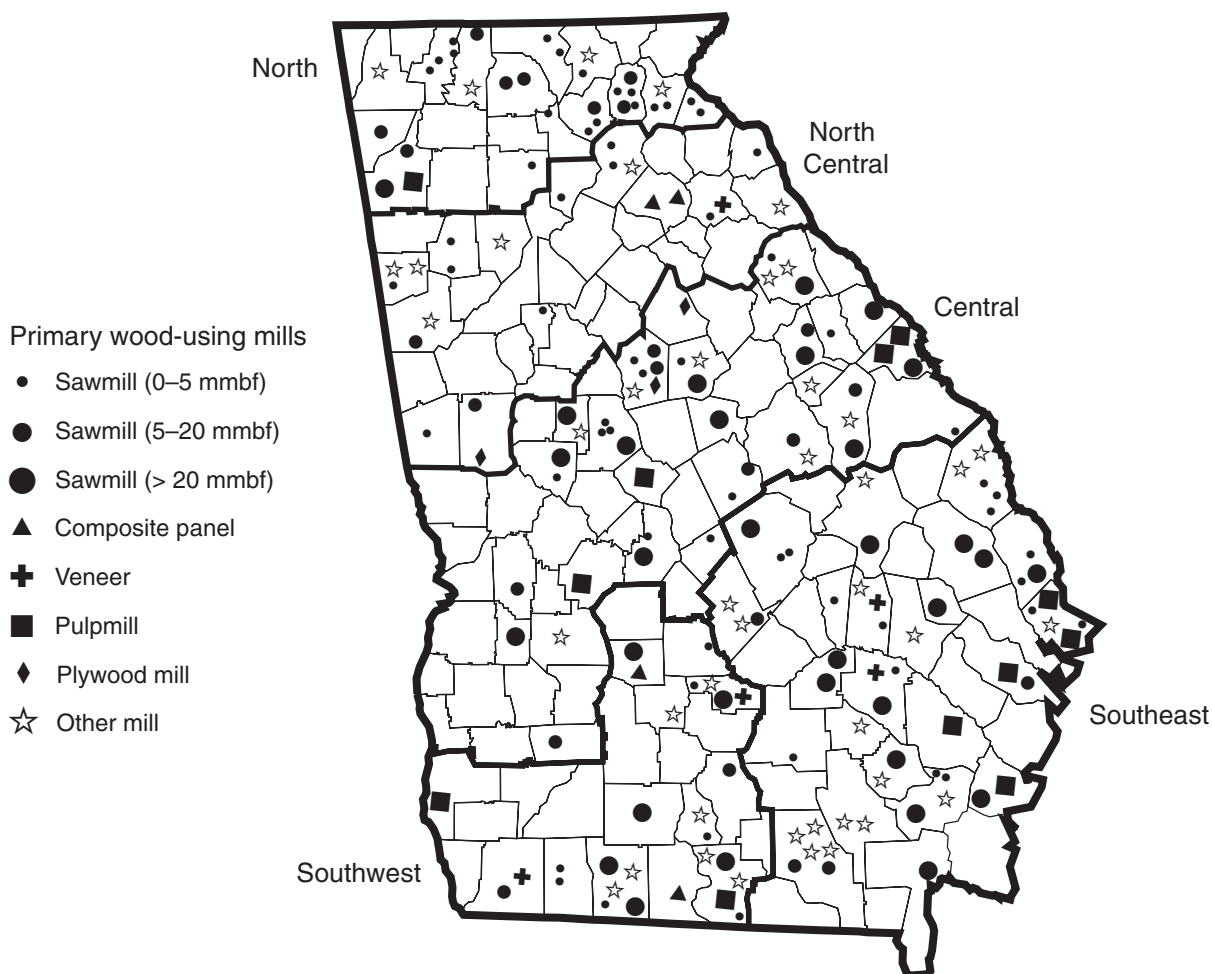 North
North
Central
Central
Primary wood-using mills
Sawmill (0–5 mmbf)
Sawmill (5–20 mmbf)
Sawmill (> 20 mmbf)
Composite panel
Veneer
Pulpmill
Plywood mill
Other mill
Southeast
Southwest